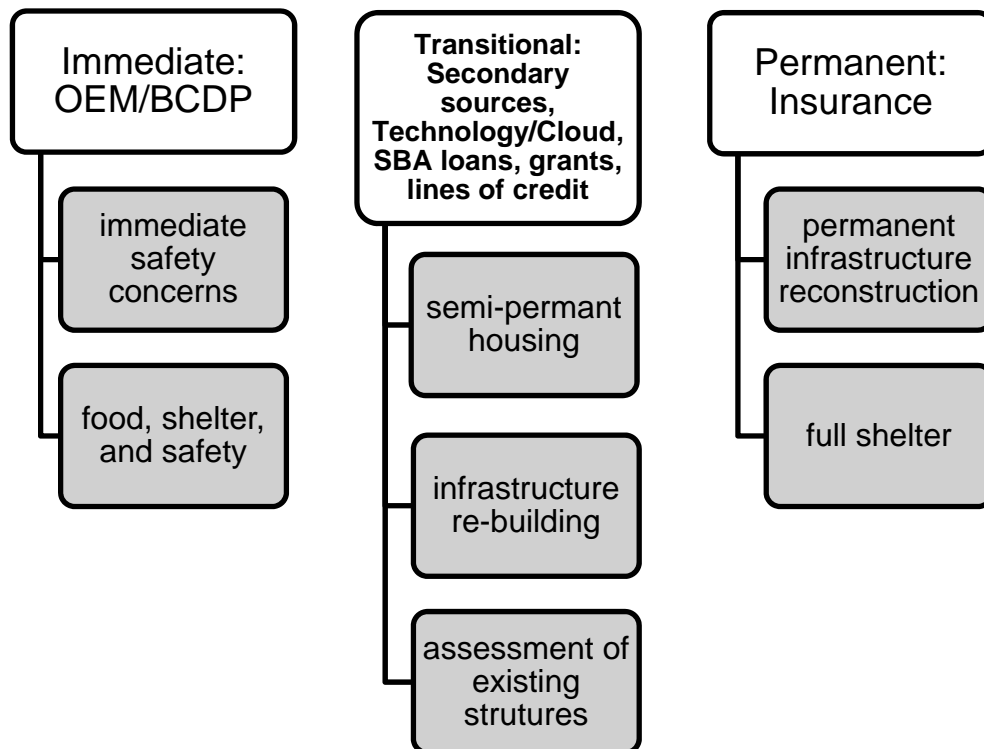 Immediate:
OEM/BCDP
immediate
safety
concerns
food, shelter,
and safety
Transitional:
Secondary
sources,
Technology/Cloud,
SBA loans, grants,
lines of credit
semi-permant
housing
infrastructure
re-building
assessment of
existing
strutures
Permanent:
Insurance
permanent
infrastructure
reconstruction
full shelter